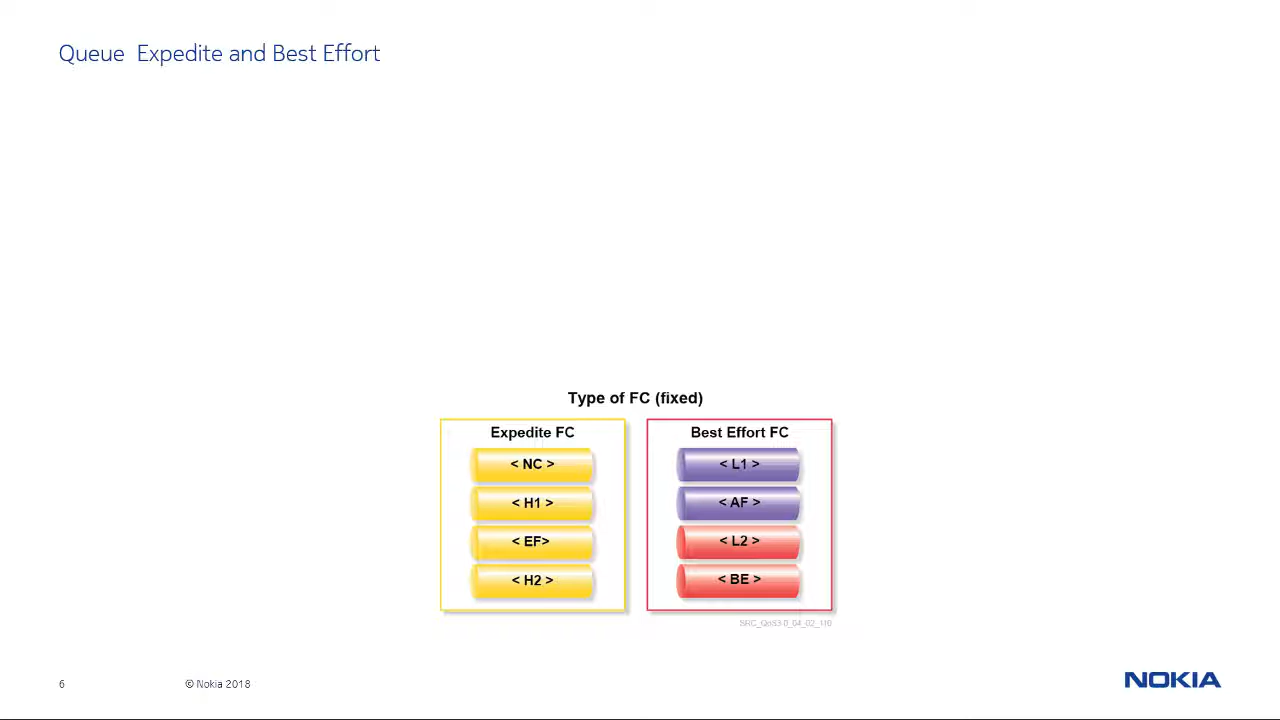 Queue  Expedite and Best Effort
Type of FC (fixed)
Expedite FC
< NC >
< H1 >
< EF>
< H2 >
Best Effort FC
< L1 >
< AF >
< L2 >
< BE >
6
© Nokia 2018
NOKIA